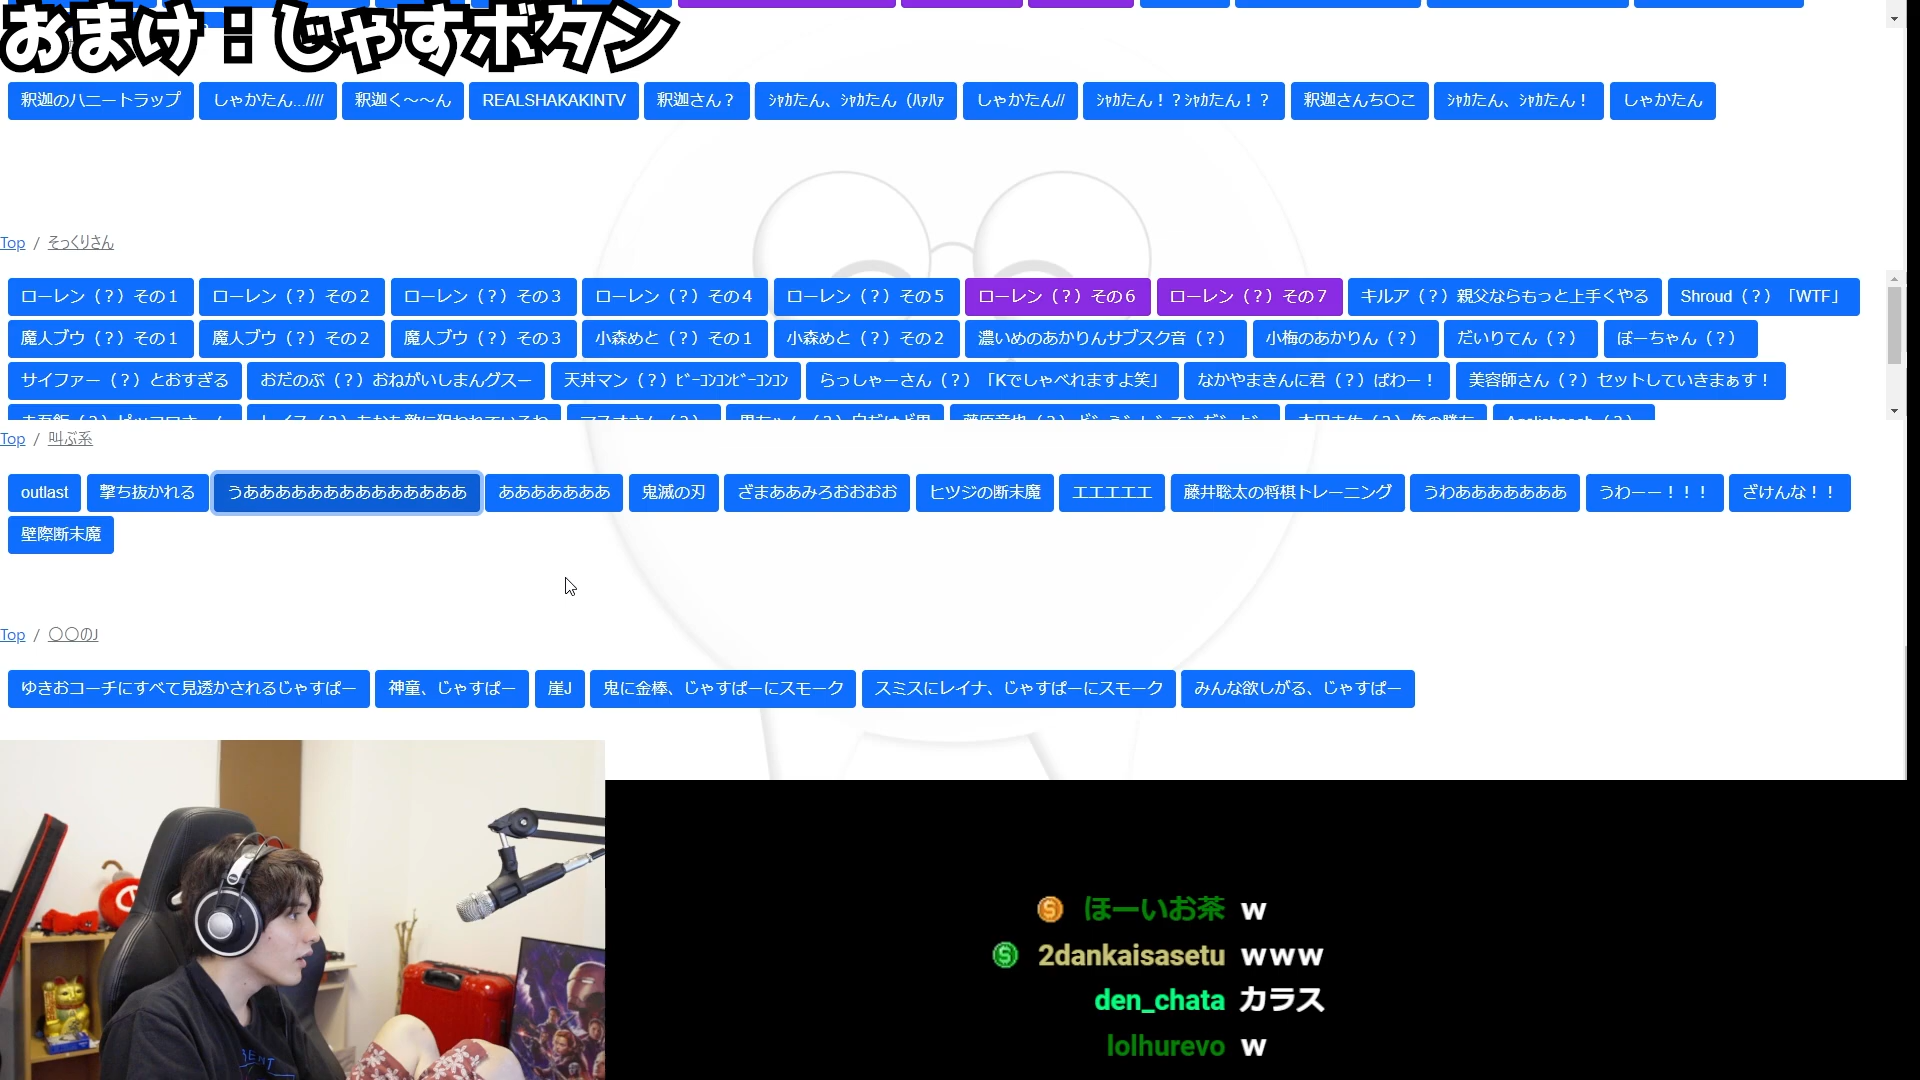 おまけ：じゃすボタン
釈迦のハニートラップ しゃかたん...//// 釈迦く～～ん REALSHAKAKINTV 釈迦さん？ ｼｬｶたん、ｼｬｶたん（ﾊｧﾊｧ しゃかたん// ｼｬｶたん！？ｼｬｶたん！？ 釈迦さんち〇こ ｼｬｶたん、ｼｬｶたん！ しゃかたん
Top / そっくりさん
ローレン（？）その１ ローレン（？）その２ ローレン（？）その３ ローレン（？）その４ ローレン（？）その５ ローレン（？）その６ ローレン（？）その７ キルア（？）親父ならもっと上手くやる Shroud（？）「WTF」
魔人ブウ（？）その１ 魔人ブウ（？）その２ 魔人ブウ（？）その３ 小森めと（？）その１ 小森めと（？）その２ 濃いめのあかりんサブスク音（？） 小梅のあかりん（？） だいりてん（？） ぼーちゃん（？）
サイファー（？）とおすぎる おだのぶ（？）おねがいしまんグスー 天丼マン（？）ﾋﾟｰｺﾝｺﾝﾋﾟｰｺﾝｺﾝ らっしゃーさん（？）「Kでしゃべれますよ笑」 なかやまきんに君（？）ぱわー！ 美容師さん（？）セットしていきまぁす！
Top / 叫ぶ系
outlast 撃ち抜かれる うああああああああああああああ あああああああ 鬼滅の刃 ざまああみろおおおお ヒツジの断末魔 エエエエエ 藤井聡太の将棋トレーニング うわあああああああ うわーー！！！ ざけんな！！
壁際断末魔
Top / 〇〇のJ
ゆきおコーチにすべて見透かされるじゃすぱー 神童、じゃすぱー 崖J 鬼に金棒、じゃすぱーにスモーク スミスにレイナ、じゃすぱーにスモーク みんな欲しがる、じゃすぱー
ほーいお茶 w
2dankaisasetu www
den_chata カラス
lolhurevo w